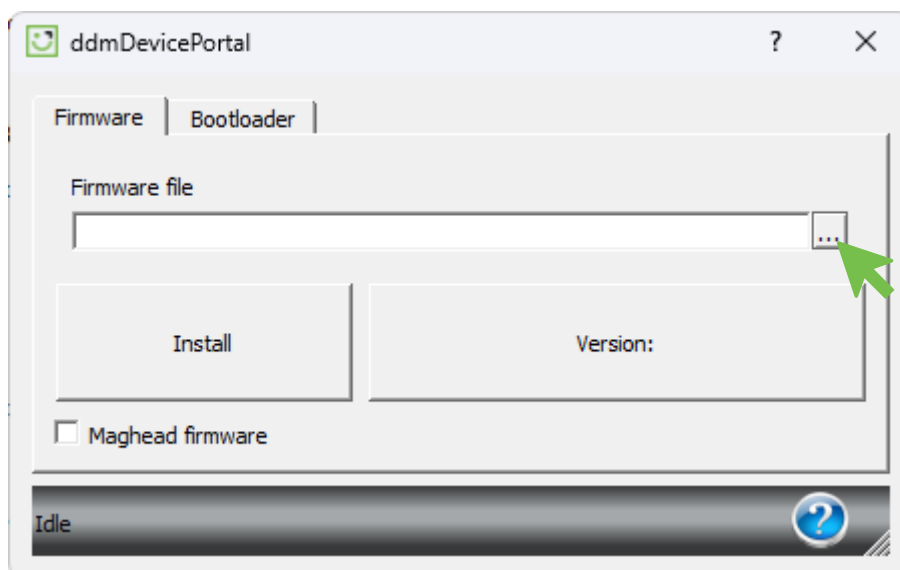 ddmDevicePortal ?
Firmware Bootloader
Firmware file
...
Install Version:
Maghead firmware
Idle ?